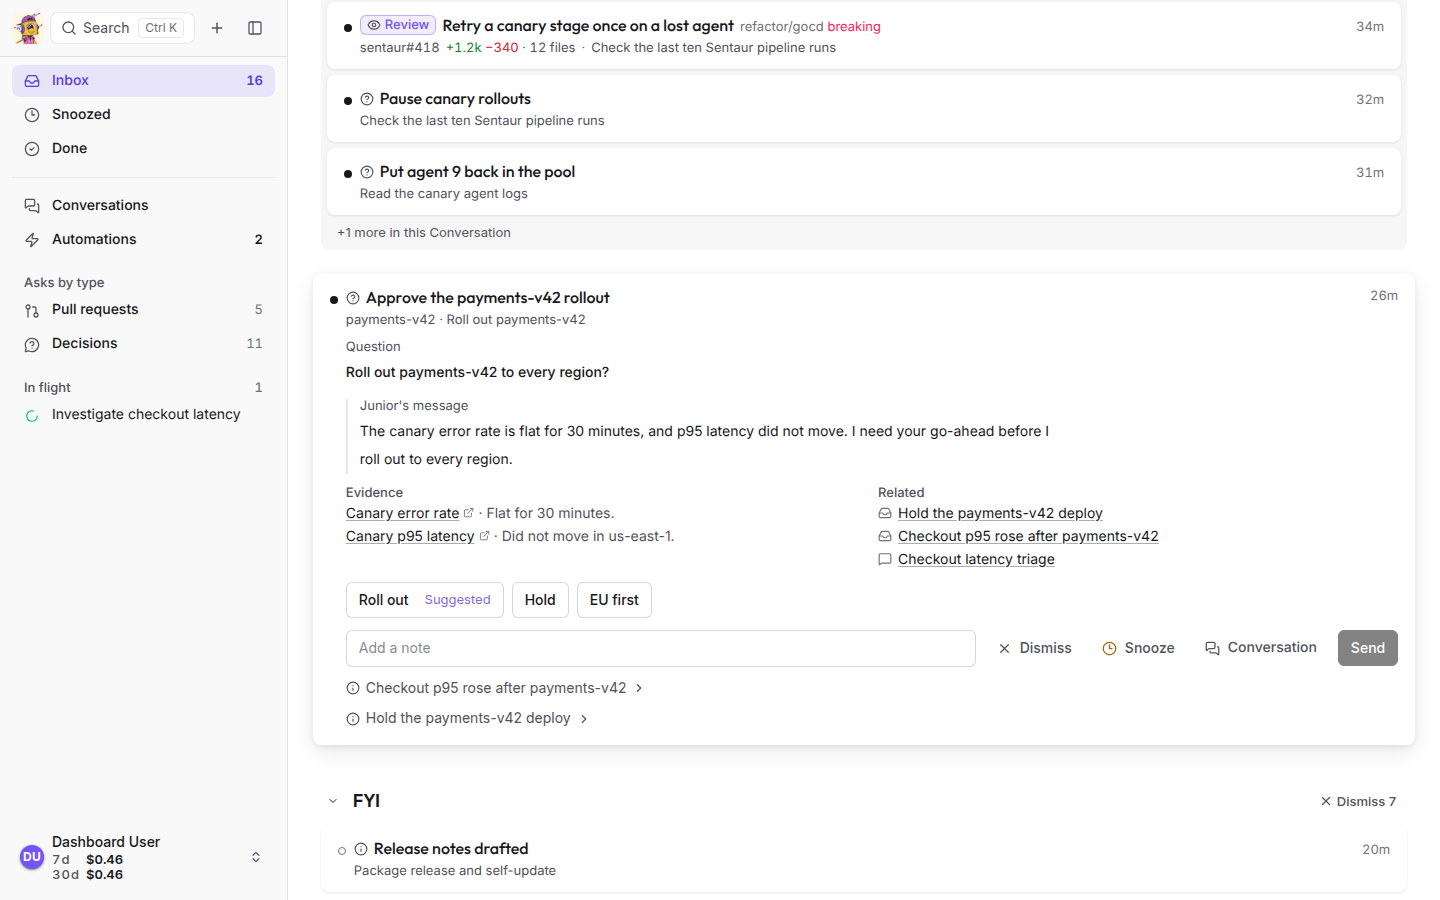 Search Ctrl K
Inbox 16
Snoozed
Done
Conversations
Automations 2
Asks by type
Pull requests 5
Decisions 11
In flight 1
Investigate checkout latency
DU Dashboard User
7d $0.46
30d $0.46
Review Retry a canary stage once on a lost agent refactor/gocd breaking 34m
sentaur#418 +1.2k −340 · 12 files · Check the last ten Sentaur pipeline runs
Pause canary rollouts 32m
Check the last ten Sentaur pipeline runs
Put agent 9 back in the pool 31m
Read the canary agent logs
+1 more in this Conversation
Approve the payments-v42 rollout 26m
payments-v42 · Roll out payments-v42
Question
Roll out payments-v42 to every region?
Junior's message
The canary error rate is flat for 30 minutes, and p95 latency did not move. I need your go-ahead before I
roll out to every region.
Evidence
Canary error rate · Flat for 30 minutes.
Canary p95 latency · Did not move in us-east-1.
Related
Hold the payments-v42 deploy
Checkout p95 rose after payments-v42
Checkout latency triage
Roll out Suggested Hold EU first
Add a note Dismiss Snooze Conversation Send
Checkout p95 rose after payments-v42
Hold the payments-v42 deploy
FYI Dismiss 7
Release notes drafted 20m
Package release and self-update